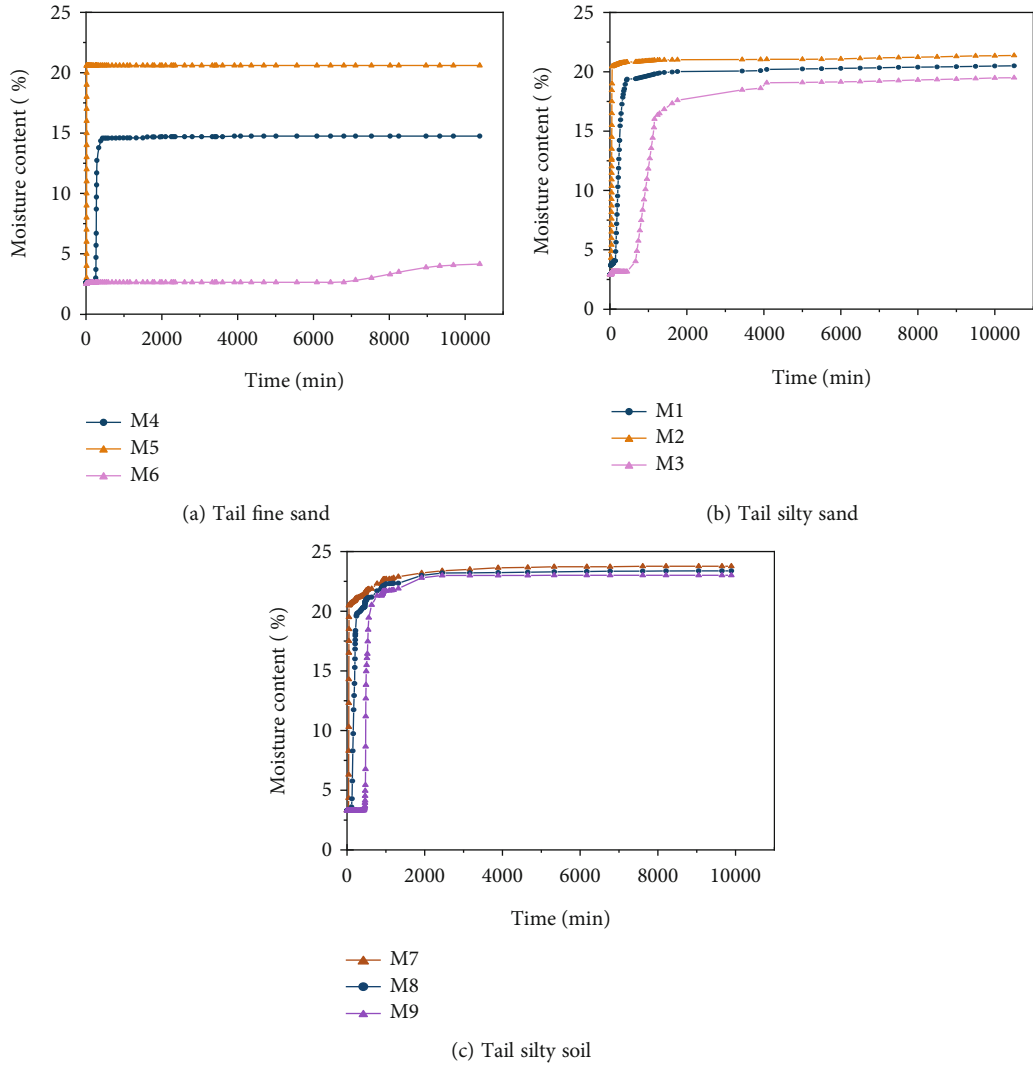 25
20
15
10
5
0
Moisture content ( %)
0 2000 4000 6000 8000 10000
Time (min)
M4
M5
M6
(a) Tail fine sand
25
20
15
10
5
0
Moisture content ( %)
0 2000 4000 6000 8000 10000
Time (min)
M1
M2
M3
(b) Tail silty sand
25
20
15
10
5
0
Moisture content ( %)
0 2000 4000 6000 8000 10000
Time (min)
M7
M8
M9
(c) Tail silty soil